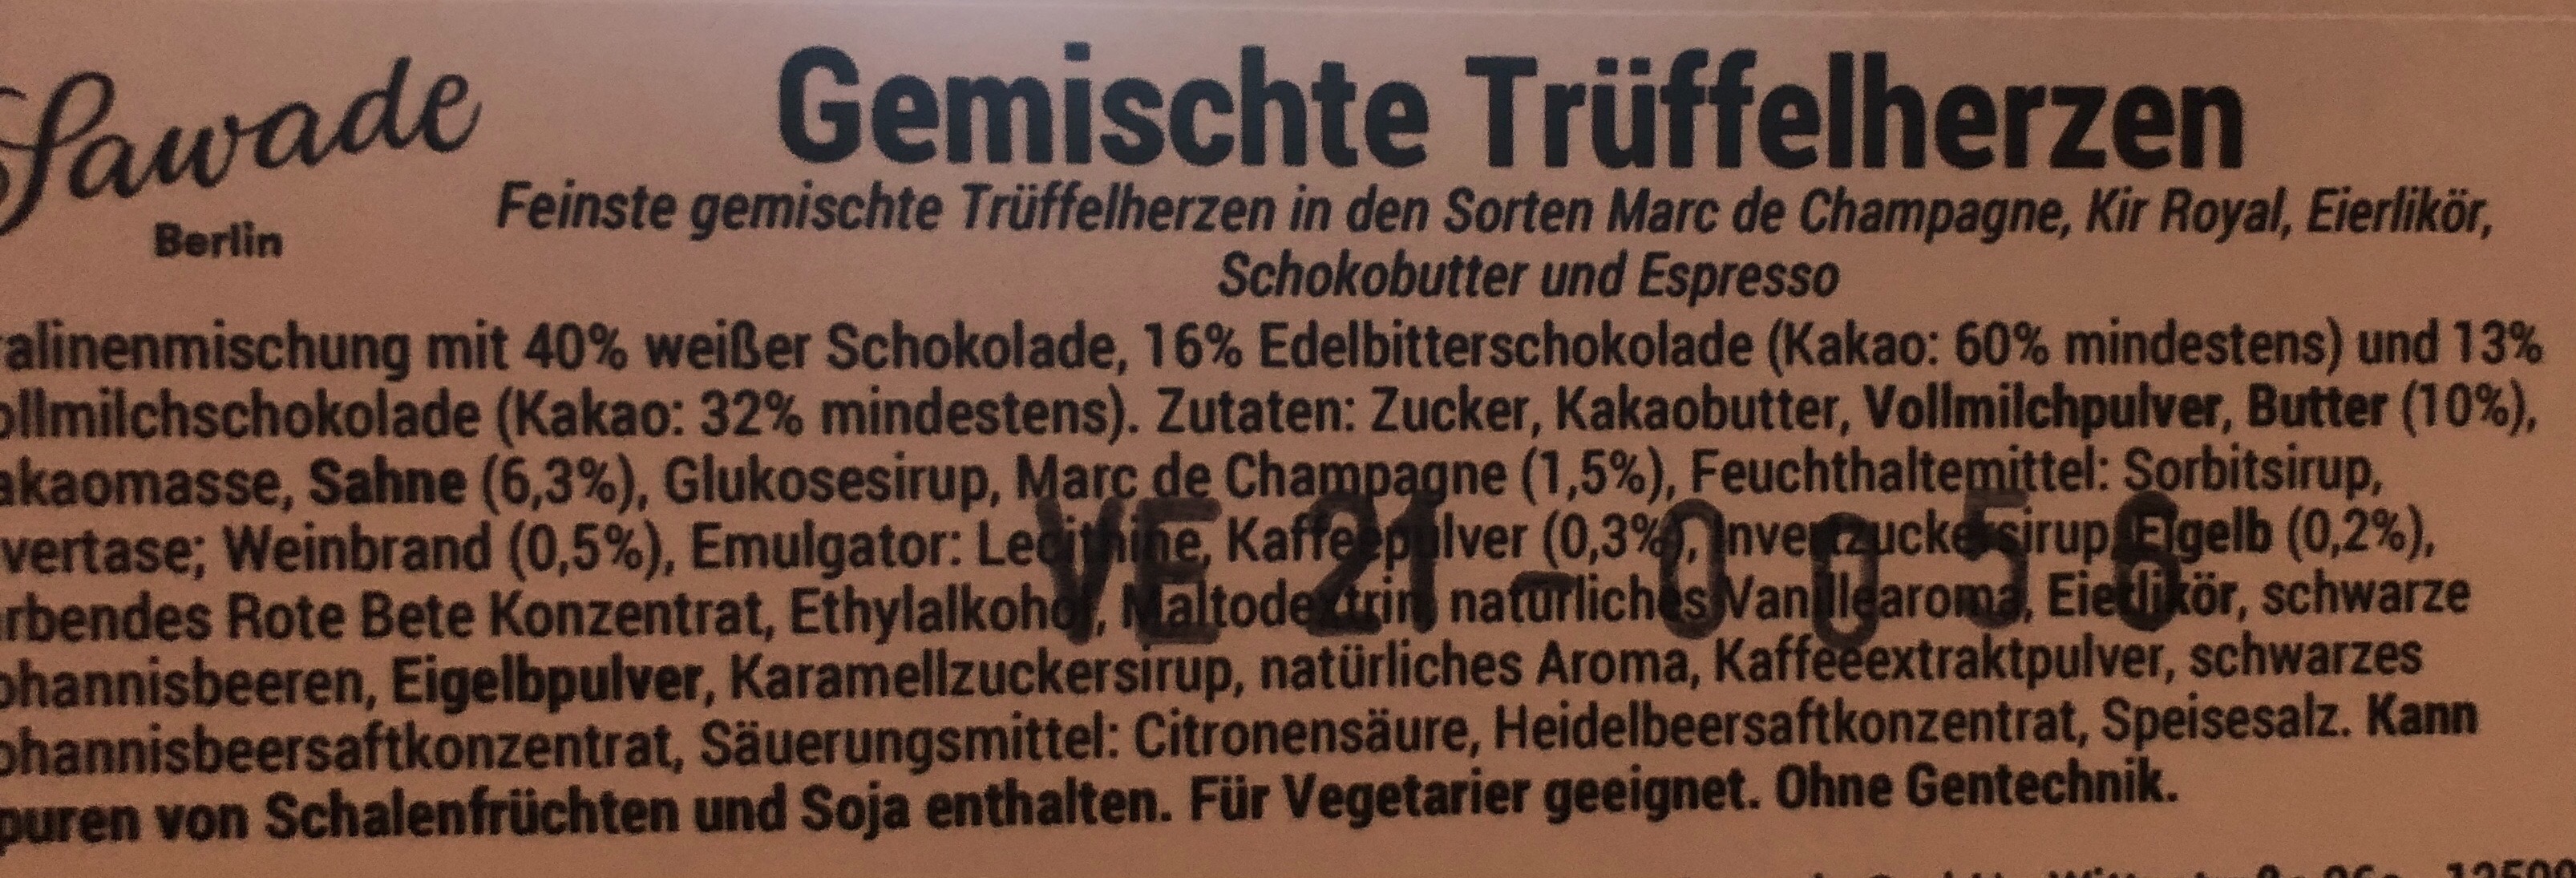 Sawade
Berlin
Gemischte Trüffelherzen
Feinste gemischte Trüffelherzen in den Sorten Marc de Champagne, Kir Royal, Eierlikör,
Schokobutter und Espresso
alinenmischung mit 40% weißer Schokolade, 16% Edelbitterschokolade (Kakao: 60% mindestens) und 13%
ollmilchschokolade (Kakao: 32% mindestens). Zutaten: Zucker, Kakaobutter, Vollmilchpulver, Butter (10%),
akaomasse, Sahne (6,3%), Glukosesirup, Marc de Champagne (1,5%), Feuchthaltemittel: Sorbitsirup,
vertase; Weinbrand (0,5%), Emulgator: Lecithine, Kaffeepulver (0,3%), Invertzuckersirup, Eigelb (0,2%),
rbendes Rote Bete Konzentrat, Ethylalkohol, Maltodextrin, natürliches Vanillearoma, Eierlikör, schwarze
ohannisbeeren, Eigelbpulver, Karamellzuckersirup, natürliches Aroma, Kaffeeextraktpulver, schwarzes
ohannisbeersaftkonzentrat, Säuerungsmittel: Citronensäure, Heidelbeersaftkonzentrat, Speisesalz. Kann
puren von Schalenfrüchten und Soja enthalten. Für Vegetarier geeignet. Ohne Gentechnik.
VE 21-0056